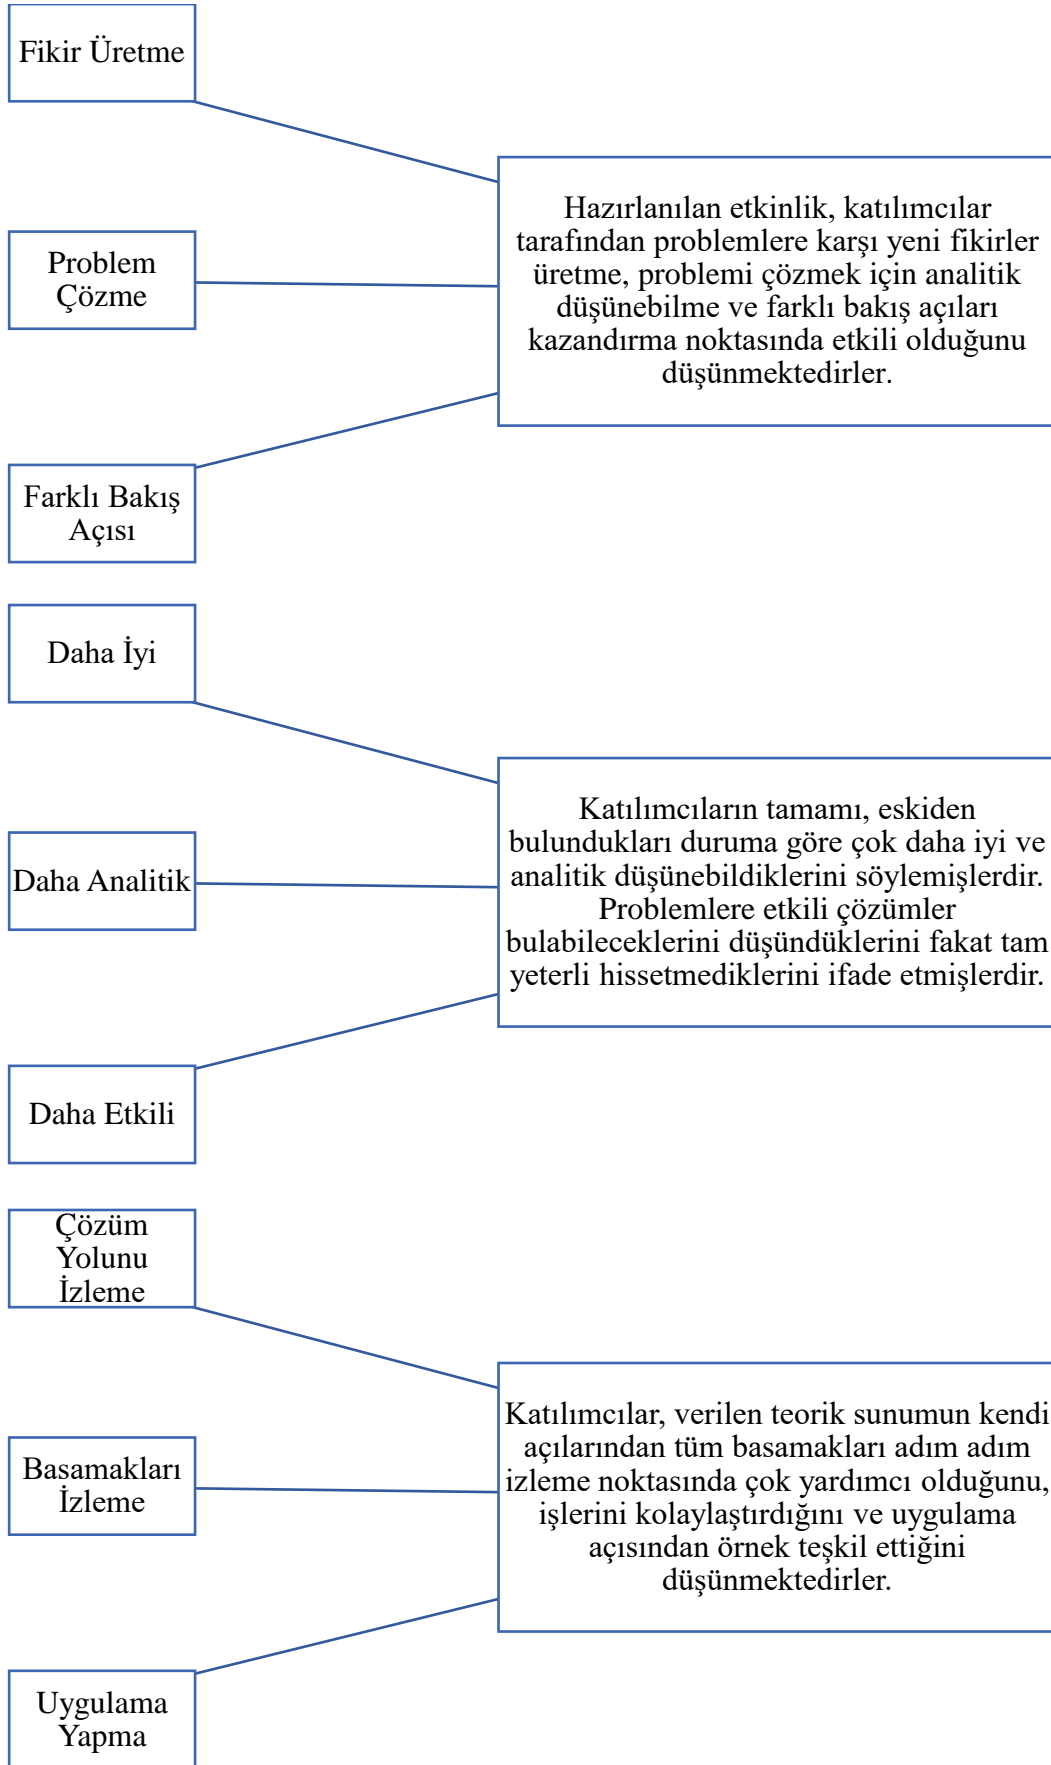 Fikir Üretme
Hazırlanılan etkinlik, katılımcılar
tarafından problemlere karşı yeni fikirler
üretme, problemi çözmek için analitik
düşünebilme ve farklı bakış açıları
kazandırma noktasında etkili olduğunu
düşünmektedirler.
Problem
Çözme
Farklı Bakış
Açısı
Daha İyi
Katılımcıların tamamı, eskiden
bulundukları duruma göre çok daha iyi ve
analitik düşünebildiklerini söylemişlerdir.
Problemlere etkili çözümler
bulabileceklerini düşündüklerini fakat tam
yeterli hissetmediklerini ifade etmişlerdir.
Daha Analitik
Daha Etkili
Çözüm
Yolunu
İzleme
Katılımcılar, verilen teorik sunumun kendi
açılarından tüm basamakları adım adım
izleme noktasında çok yardımcı olduğunu,
işlerini kolaylaştırdığını ve uygulama
açısından örnek teşkil ettiğini
düşünmektedirler.
Basamakları
İzleme
Uygulama
Yapma